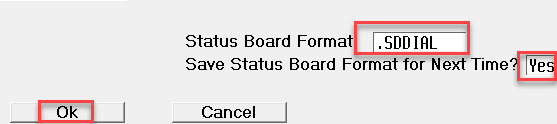 Status Board Format .SDDIAL
Save Status Board Format for Next Time? Yes
Ok Cancel